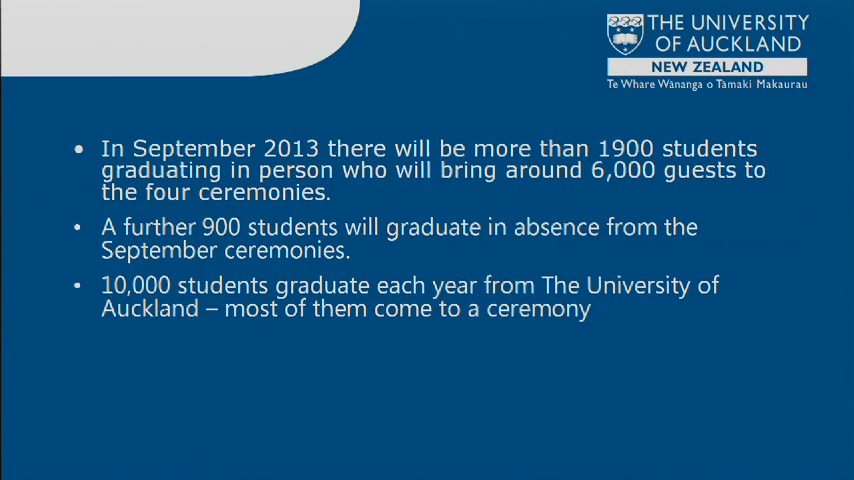 THE UNIVERSITY
OF AUCKLAND
NEW ZEALAND
Te Whare Wānanga o Tāmaki Makaurau
• In September 2013 there will be more than 1900 students
graduating in person who will bring around 6,000 guests to
the four ceremonies.
• A further 900 students will graduate in absence from the
September ceremonies.
• 10,000 students graduate each year from The University of
Auckland – most of them come to a ceremony